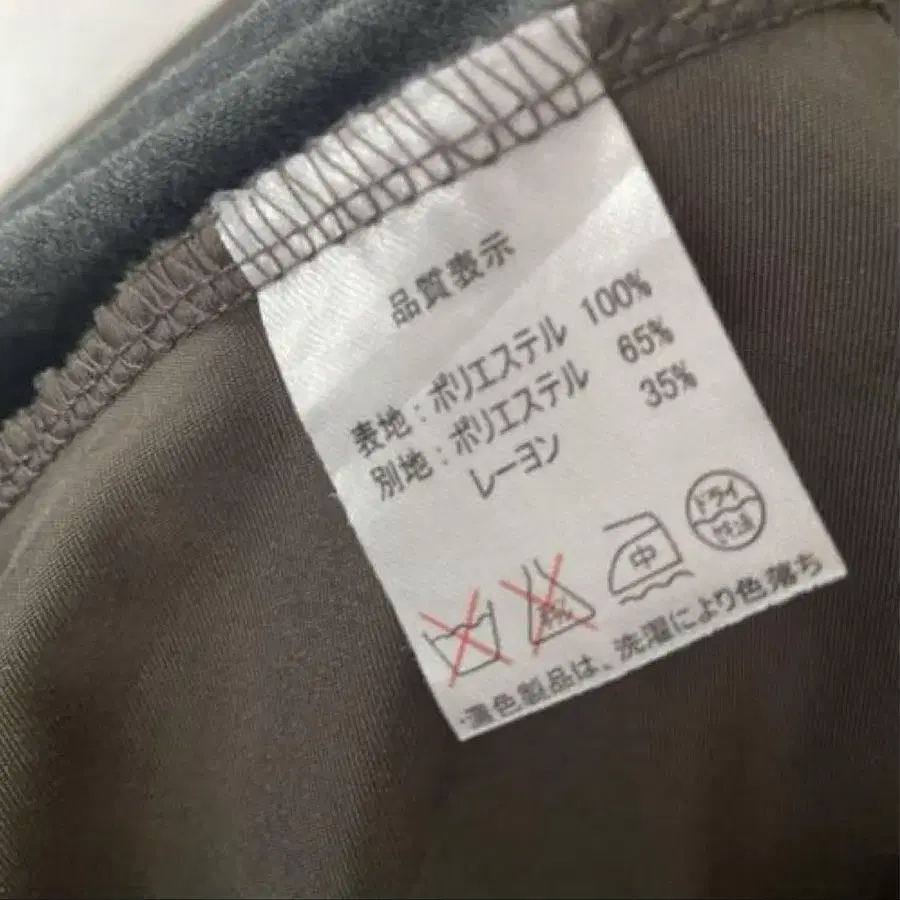 品質表示
表地:ポリエステル 100%
別地:ポリエステル 65%
レーヨン 35%
中
ドライ
・濃色製品は、洗濯により色落ち